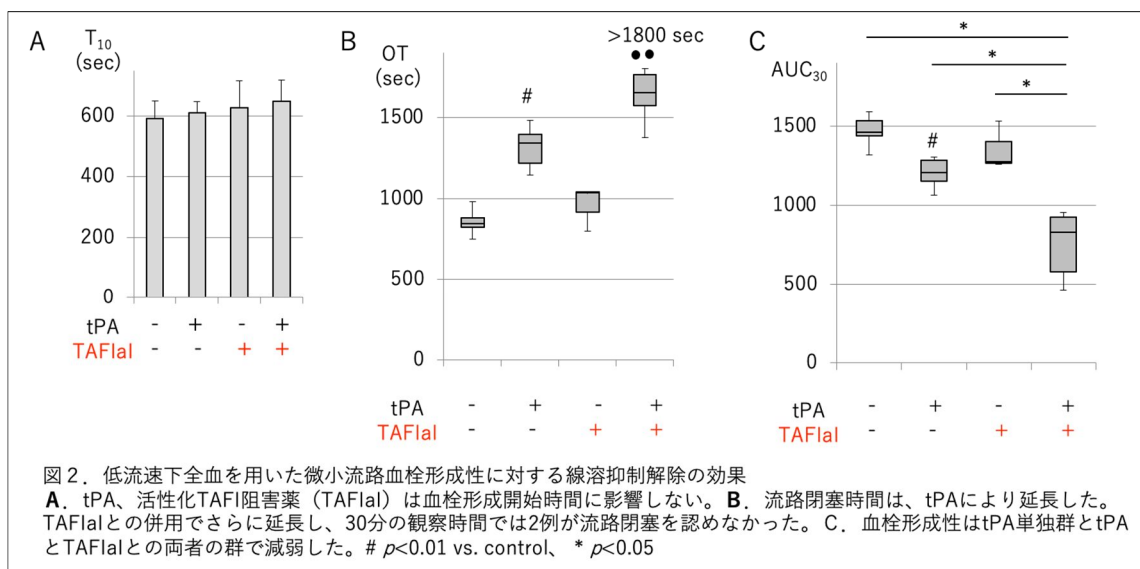 A
T10
(sec)
600
400
200
0
tPA - + - +
TAFIaI - - + +
B
OT
(sec)
>1800 sec
#
1500
1000
500
0
tPA - + - +
TAFIaI - - + +
C
AUC30
*
*
*
#
1500
1000
500
0
tPA - + - +
TAFIaI - - + +
図２．低流速下全血を用いた微小流路血栓形成性に対する線溶抑制解除の効果
A．tPA、活性化TAFI阻害薬（TAFIaI）は血栓形成開始時間に影響しない。B．流路閉塞時間は、tPAにより延長した。
TAFIaIとの併用でさらに延長し、30分の観察時間では2例が流路閉塞を認めなかった。C．血栓形成性はtPA単独群とtPA
とTAFIaIとの両者の群で減弱した。# p<0.01 vs. control、 * p<0.05